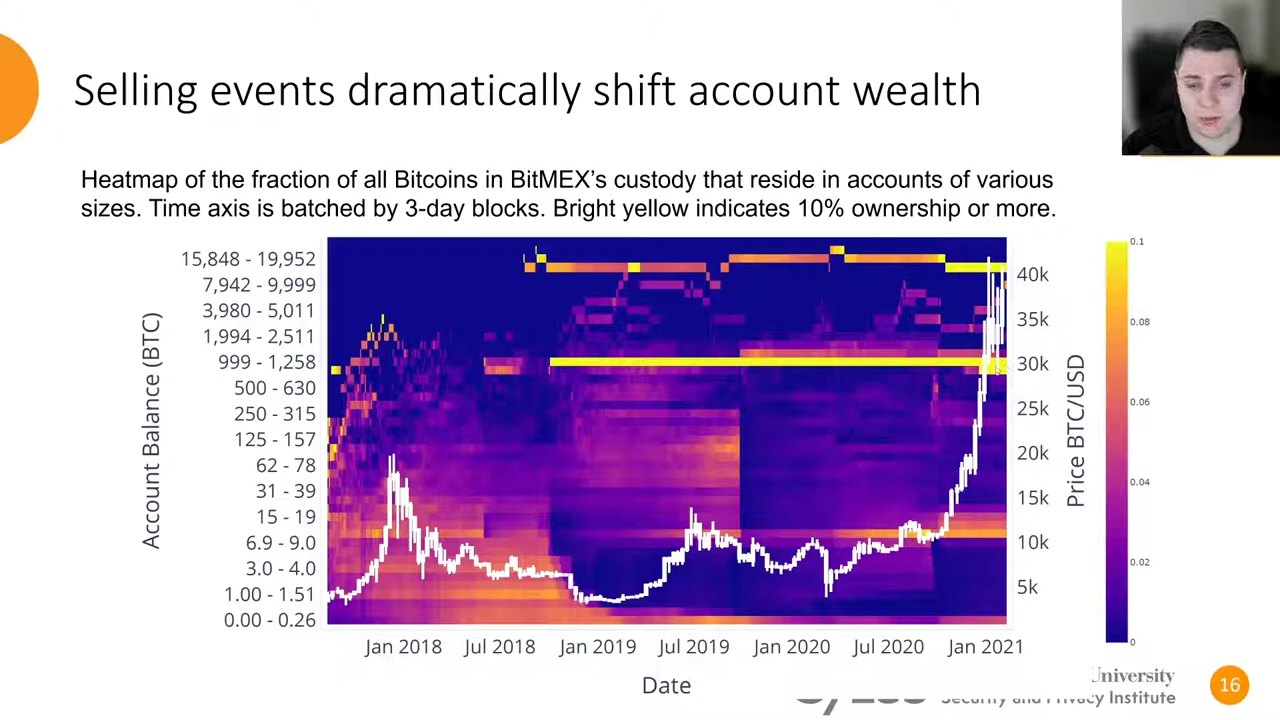 Selling events dramatically shift account wealth
Heatmap of the fraction of all Bitcoins in BitMEX's custody that reside in accounts of various
sizes. Time axis is batched by 3-day blocks. Bright yellow indicates 10% ownership or more.
Account Balance (BTC)
15,848 - 19,952
7,942 - 9,999
3,980 - 5,011
1,994 - 2,511
999 - 1,258
500 - 630
250 - 315
125 - 157
62 - 78
31 - 39
15 - 19
6.9 - 9.0
3.0 - 4.0
1.00 - 1.51
0.00 - 0.26
40k
35k
30k
25k
20k
15k
10k
5k
Price BTC/USD
0.1
0.08
0.06
0.04
0.02
0
Jan 2018
Jul 2018
Jan 2019
Jul 2019
Jan 2020
Jul 2020
Jan 2021
Date
University
Security and Privacy Institute
16